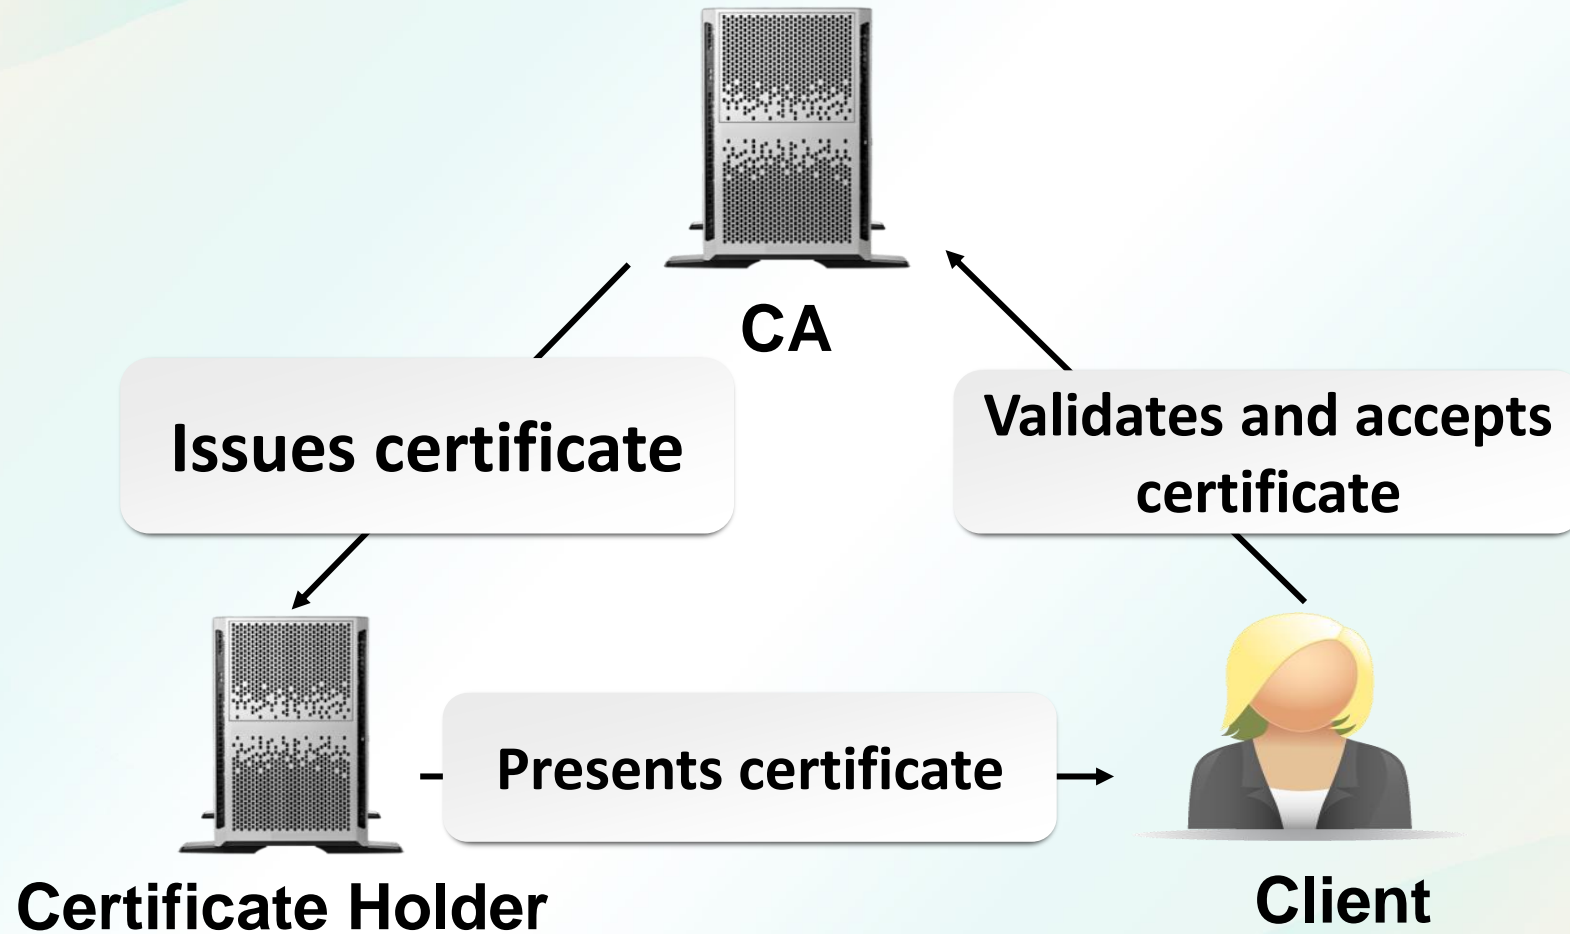 CA
Issues certificate
Validates and accepts
certificate
Presents certificate
Certificate Holder
Client